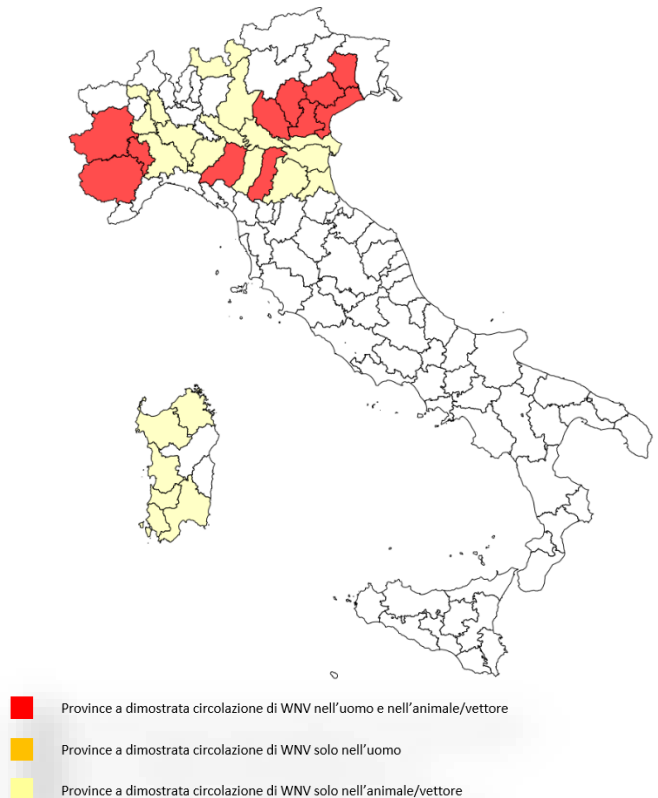 Province a dimostrata circolazione di WNV nell'uomo e nell'animale/vettore
Province a dimostrata circolazione di WNV solo nell'uomo
Province a dimostrata circolazione di WNV solo nell'animale/vettore